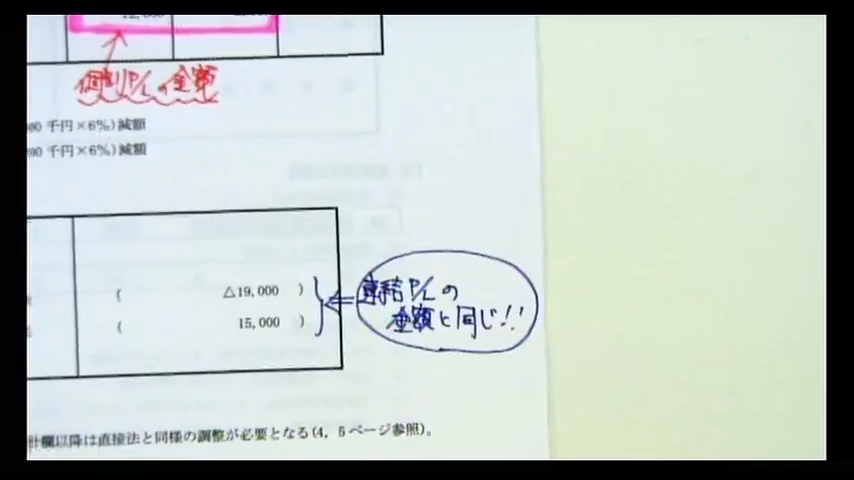 個別P/Lの金額
00 千円×6%)減額
00 千円×6%)減額
( △19,000 )
( 15,000 )
連結P/Lの
金額と同じ!!
計欄以降は直接法と同様の調整が必要となる(4，5ページ参照)。